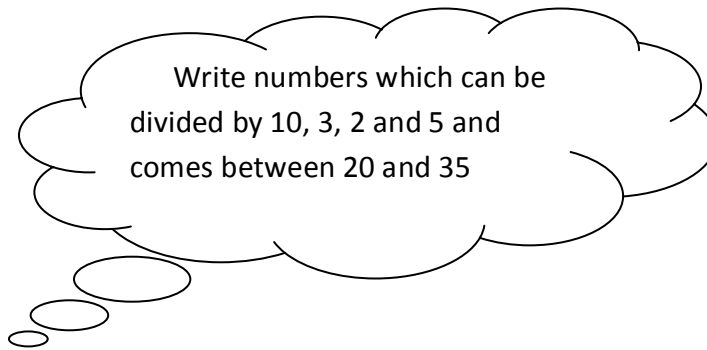 Write numbers which can be
divided by 10, 3, 2 and 5 and
comes between 20 and 35